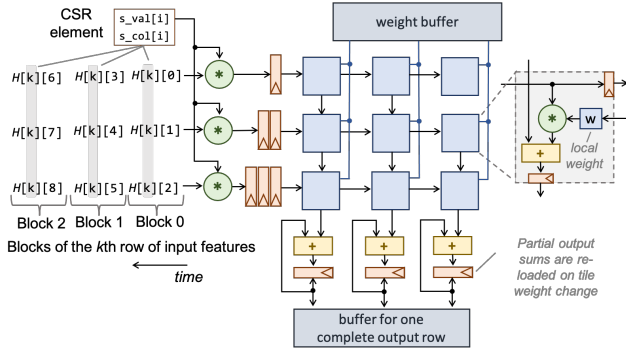 CSR
element
s_val[i]
s_col[i]
weight buffer
H[k][6] H[k][3] H[k][0]
H[k][7] H[k][4] H[k][1]
H[k][8] H[k][5] H[k][2]
*
*
*
Block 2 Block 1 Block 0
Blocks of the kth row of input features
time
*
w
+
local
weight
+
+
+
Partial output
sums are re-
loaded on tile
weight change
buffer for one
complete output row